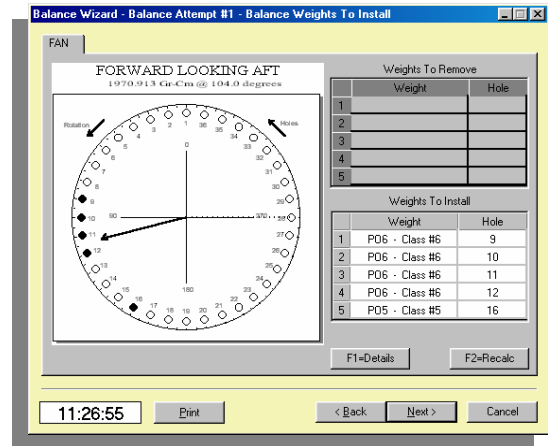 Balance Wizard - Balance Attempt #1 - Balance Weights To Install
FAN
FORWARD LOOKING AFT
1970.913 Gr-Cm @ 104.0 degrees
Rotation
Holes
0
90
180
270
1
2
3
4
5
6
7
8
9
10
11
12
13
14
15
16
17
18
19
20
21
22
23
24
25
26
27
28
29
30
31
32
33
34
35
36
Weights To Remove
Weight Hole
1
2
3
4
5
Weights To Install
Weight Hole
1 P06 - Class #6 9
2 P06 - Class #6 10
3 P06 - Class #6 11
4 P06 - Class #6 12
5 P05 - Class #5 16
F1=Details F2=Recalc
11:26:55 Print < Back Next > Cancel